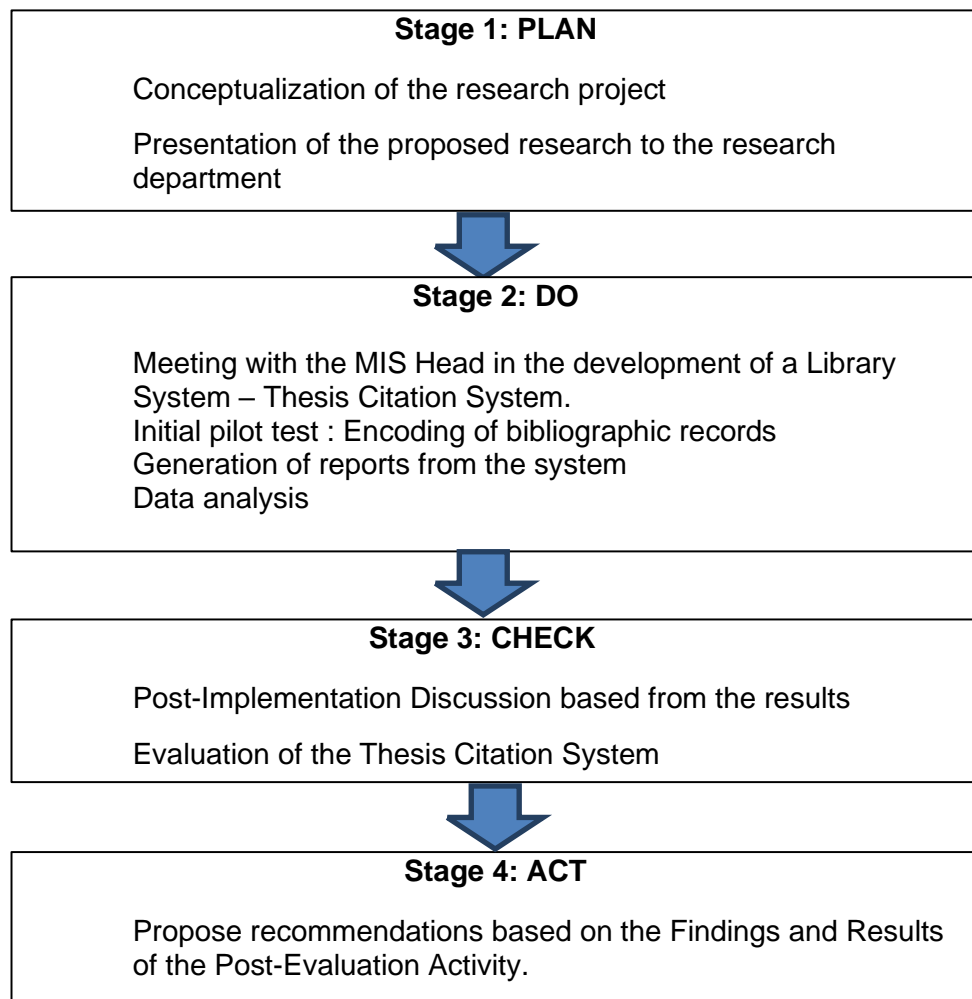 Stage 1: PLAN
Conceptualization of the research project
Presentation of the proposed research to the research
department
Stage 2: DO
Meeting with the MIS Head in the development of a Library
System – Thesis Citation System.
Initial pilot test : Encoding of bibliographic records
Generation of reports from the system
Data analysis
Stage 3: CHECK
Post-Implementation Discussion based from the results
Evaluation of the Thesis Citation System
Stage 4: ACT
Propose recommendations based on the Findings and Results
of the Post-Evaluation Activity.